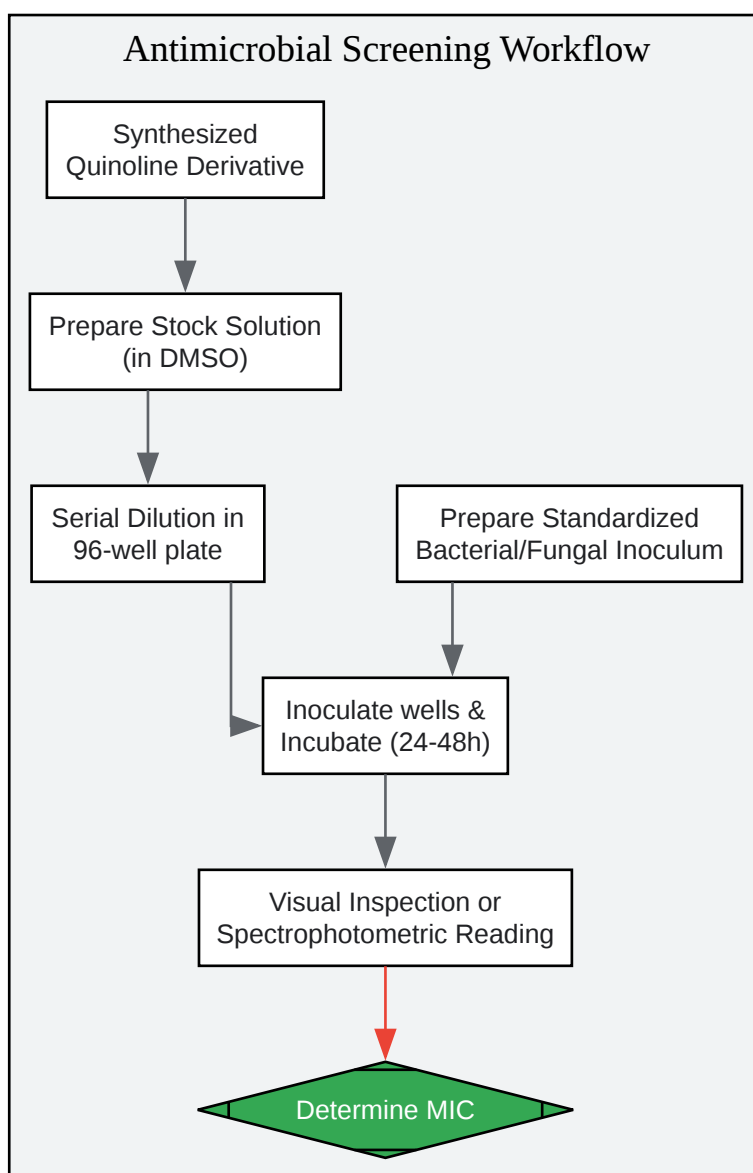 Antimicrobial Screening Workflow
Synthesized
Quinoline Derivative
Prepare Stock Solution
(in DMSO)
Serial Dilution in
96-well plate
Prepare Standardized
Bacterial/Fungal Inoculum
Inoculate wells &
Incubate (24-48h)
Visual Inspection or
Spectrophotometric Reading
Determine MIC